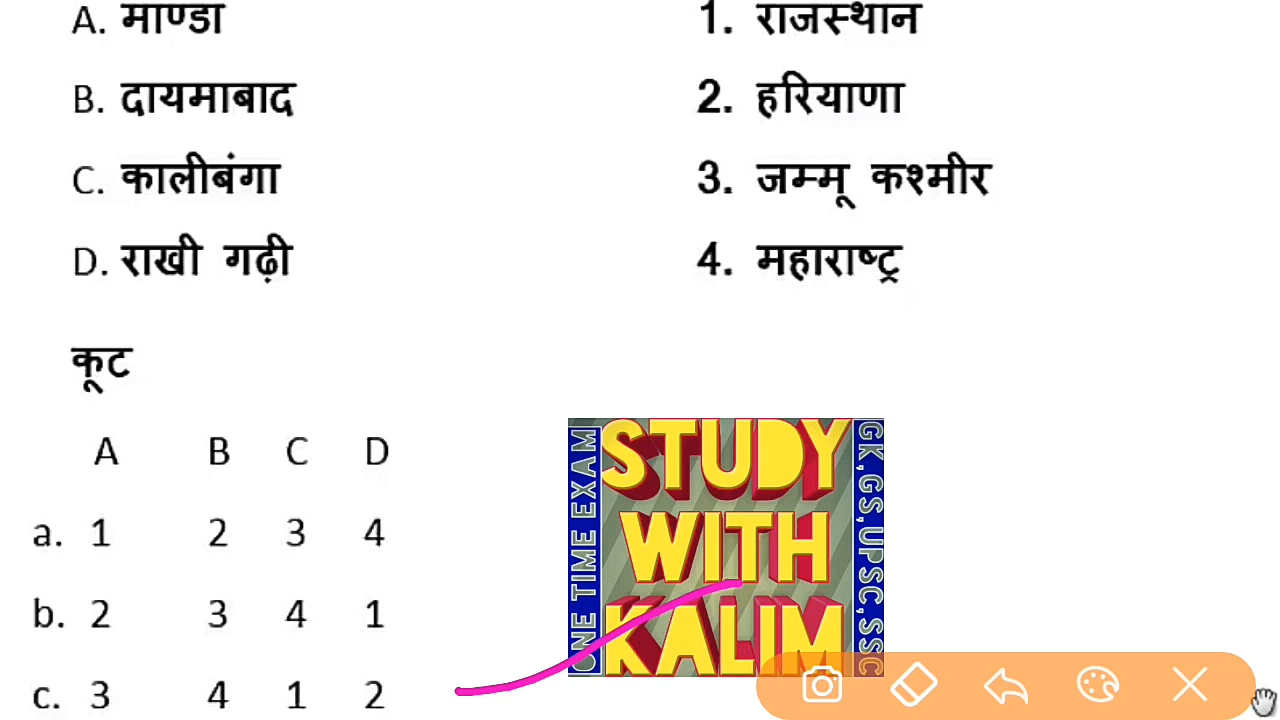 A. माण्डा 1. राजस्थान
B. दायमाबाद 2. हरियाणा
C. कालीबंगा 3. जम्मू कश्मीर
D. राखी गढ़ी 4. महाराष्ट्र
कूट
A B C D
a. 1 2 3 4
b. 2 3 4 1
c. 3 4 1 2
ONE TIME EXAM
STUDY
WITH
KALIM
GK,GS,UPSC,SSC